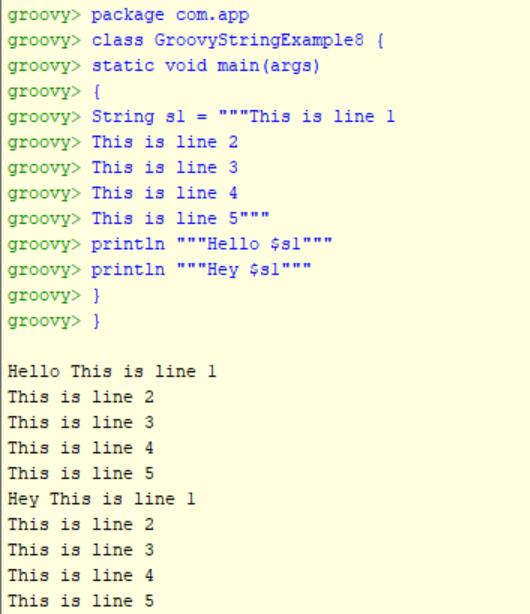 groovy> package com.app
groovy> class GroovyStringExample8 {
groovy> static void main(args)
groovy> {
groovy> String s1 = """This is line 1
groovy> This is line 2
groovy> This is line 3
groovy> This is line 4
groovy> This is line 5"""
groovy> println """Hello $s1"""
groovy> println """Hey $s1"""
groovy> }
groovy> }
Hello This is line 1
This is line 2
This is line 3
This is line 4
This is line 5
Hey This is line 1
This is line 2
This is line 3
This is line 4
This is line 5